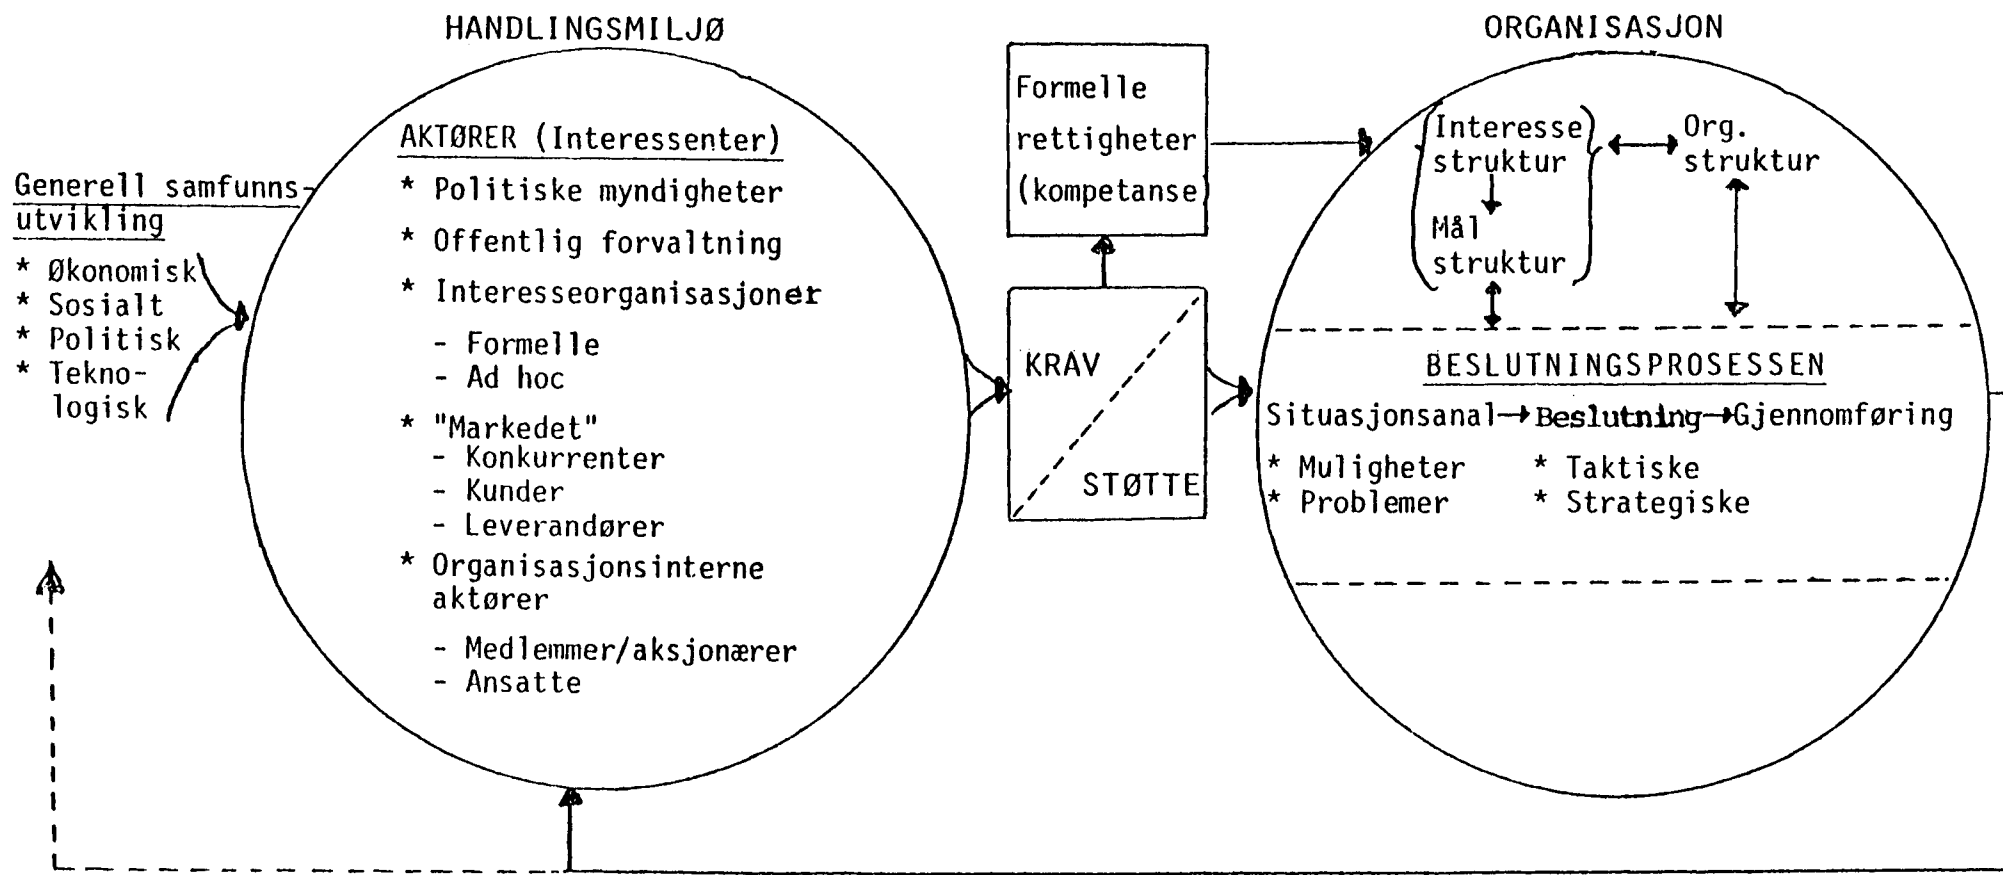 HANDLINGSMILJØ
ORGANISASJON
Generell samfunns-
utvikling
* Økonomisk
* Sosialt
* Politisk
* Tekno-
logisk
AKTØRER (Interessenter)
* Politiske myndigheter
* Offentlig forvaltning
* Interesseorganisasjoner
- Formelle
- Ad hoc
* "Markedet"
- Konkurrenter
- Kunder
- Leverandører
* Organisasjonsinterne
aktører
- Medlemmer/aksjonærer
- Ansatte
Formelle
rettigheter
(kompetanse)
KRAV
STØTTE
Interesse
struktur
Mål
struktur
Org.
struktur
BESLUTNINGSPROSESSEN
Situasjonsanal Beslutning Gjennomføring
* Muligheter
* Problemer
* Taktiske
* Strategiske